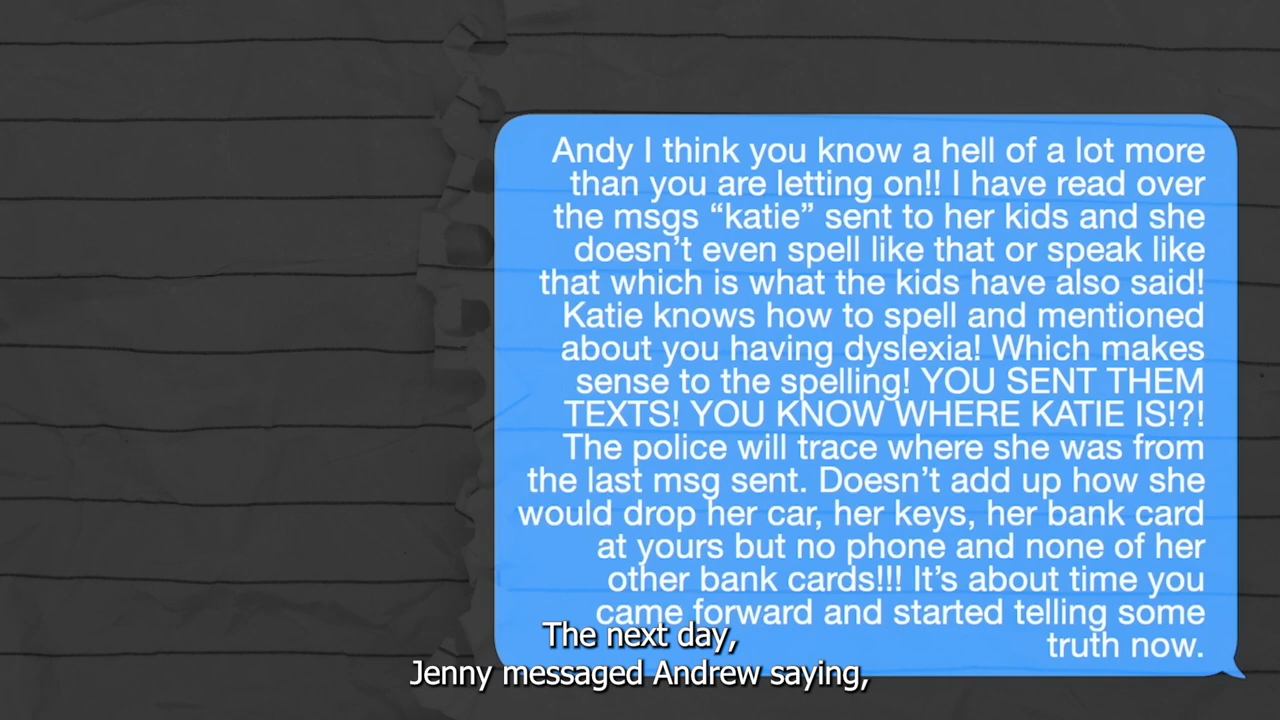 Andy I think you know a hell of a lot more
than you are letting on!! I have read over
the msgs “katie” sent to her kids and she
doesn’t even spell like that or speak like
that which is what the kids have also said!
Katie knows how to spell and mentioned
about you having dyslexia! Which makes
sense to the spelling! YOU SENT THEM
TEXTS! YOU KNOW WHERE KATIE IS!?!
The police will trace where she was from
the last msg sent. Doesn’t add up how she
would drop her car, her keys, her bank card
at yours but no phone and none of her
other bank cards!!! It’s about time you
came forward and started telling some
truth now.
The next day,
Jenny messaged Andrew saying,